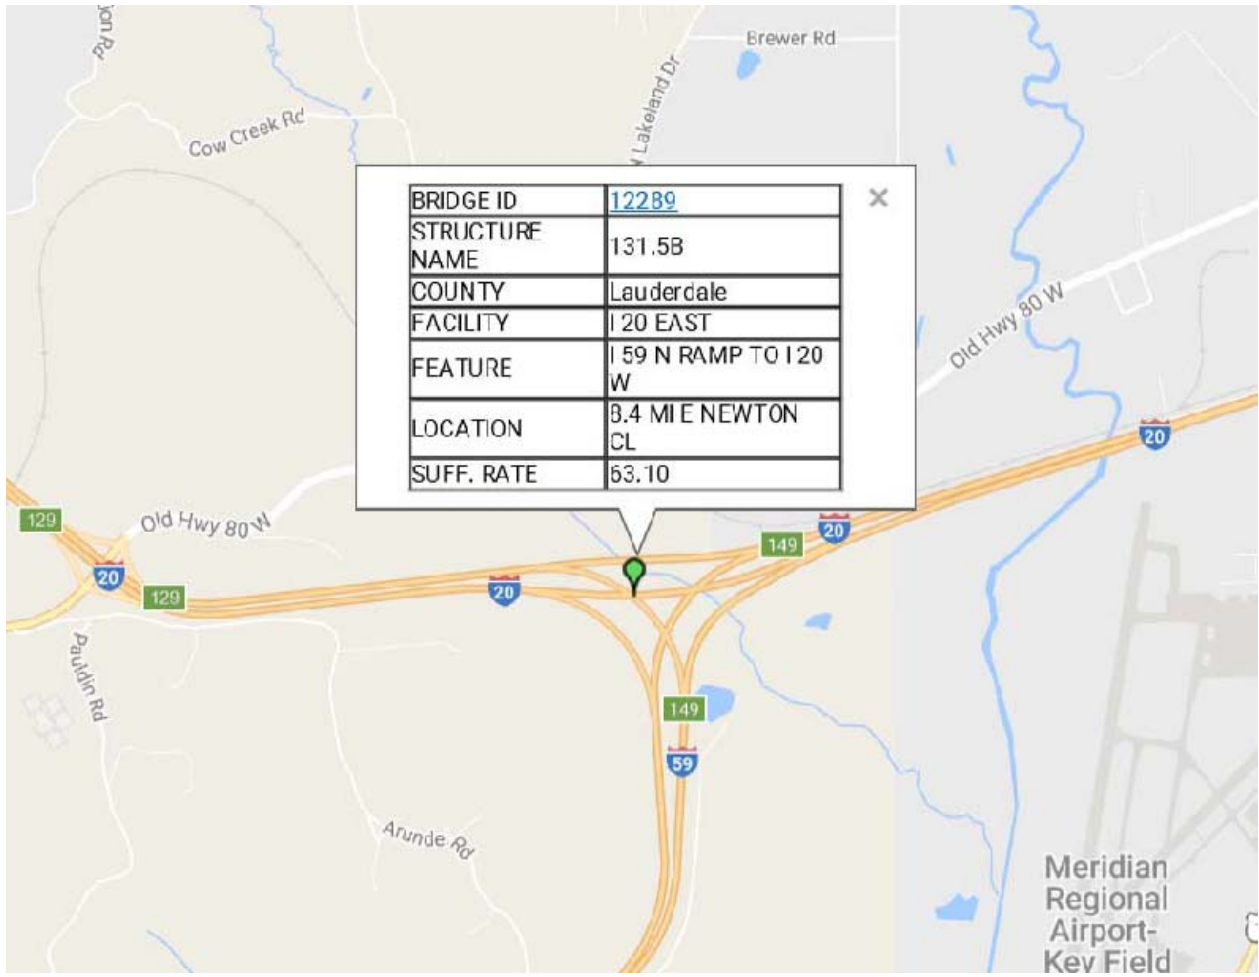 Brewer Rd
N Lakeland Dr
Cow Creek Rd
BRIDGE ID 12289
STRUCTURE NAME 131.5B
COUNTY Lauderdale
FACILITY I 20 EAST
FEATURE I 59 N RAMP TO I 20 W
LOCATION 8.4 MI E NEWTON CL
SUFF. RATE 63.10
×
Old Hwy 80 W
20
129
Old Hwy 80 W
20
129
20
149
20
149
59
Pauldin Rd
Arunde Rd
Meridian
Regional
Airport-
Key Field